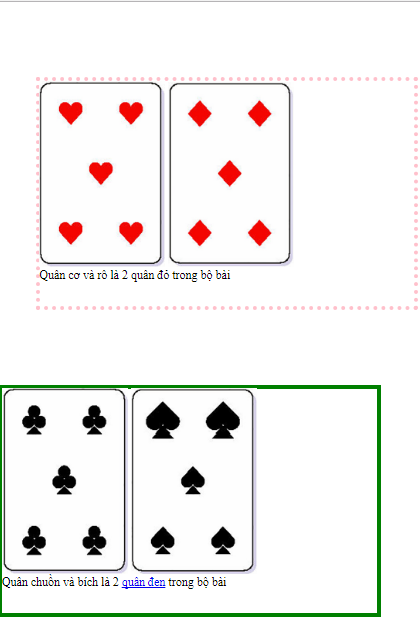 Quân cơ và rô là 2 quân đỏ trong bộ bài
Quân chuồn và bích là 2 quân đen trong bộ bài